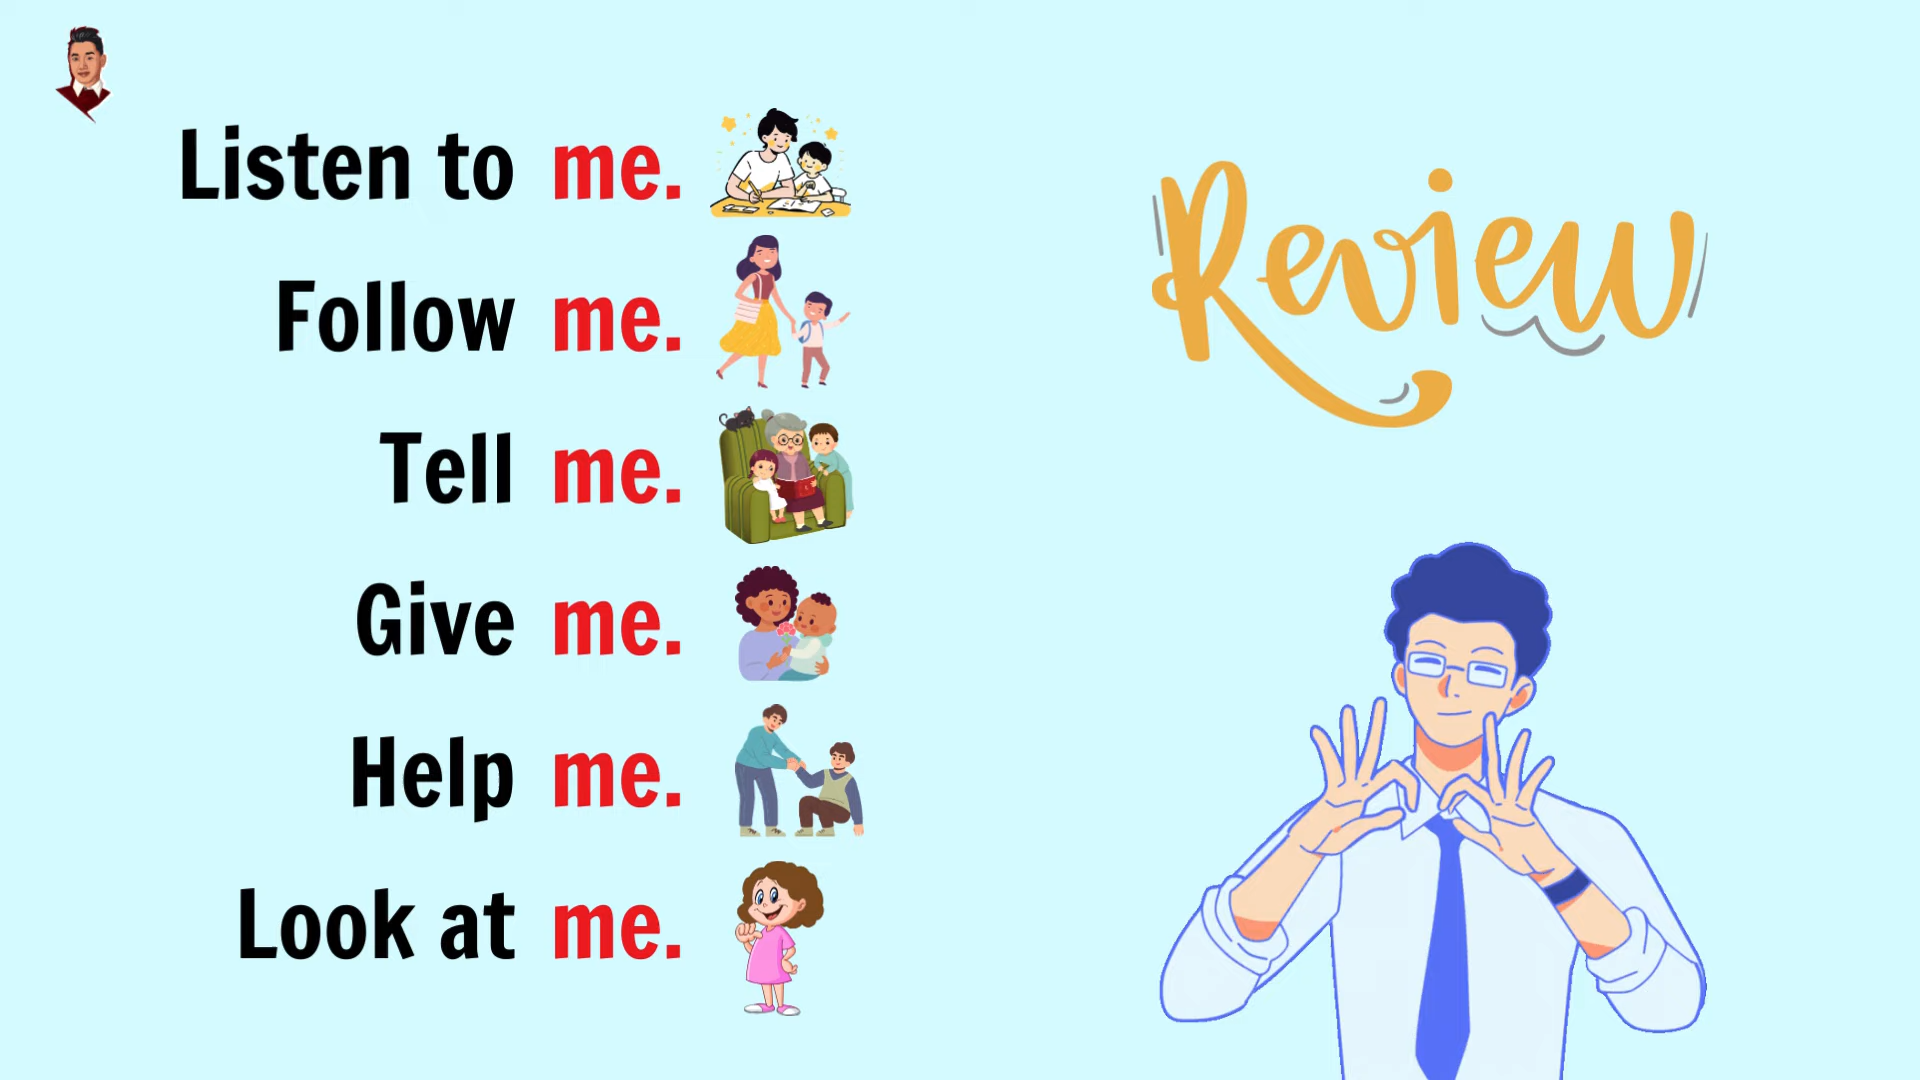 Listen to me.
Follow me.
Tell me.
Give me.
Help me.
Look at me.
Review